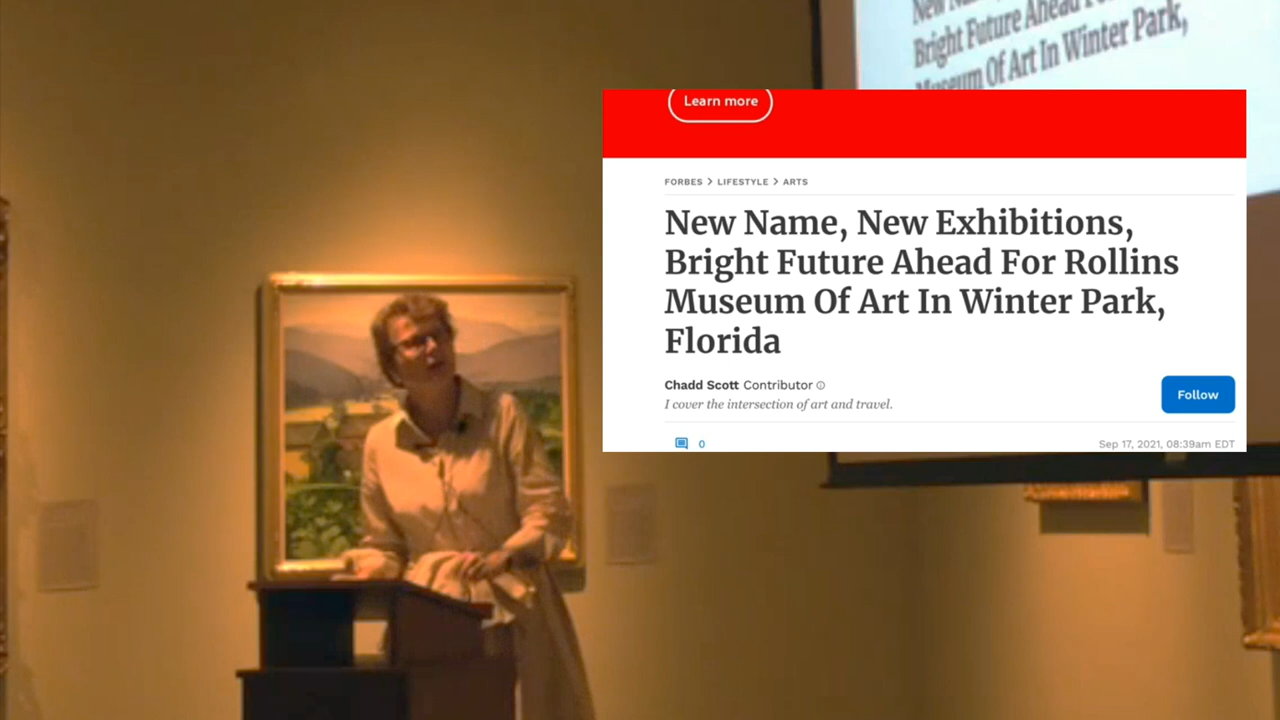 New
Bright Future Ahead
Museum Of Art In Winter Park,
Learn more
FORBES > LIFESTYLE > ARTS
New Name, New Exhibitions,
Bright Future Ahead For Rollins
Museum Of Art In Winter Park,
Florida
Chadd Scott Contributor
I cover the intersection of art and travel.
Follow
0
Sep 17, 2021, 08:39am EDT